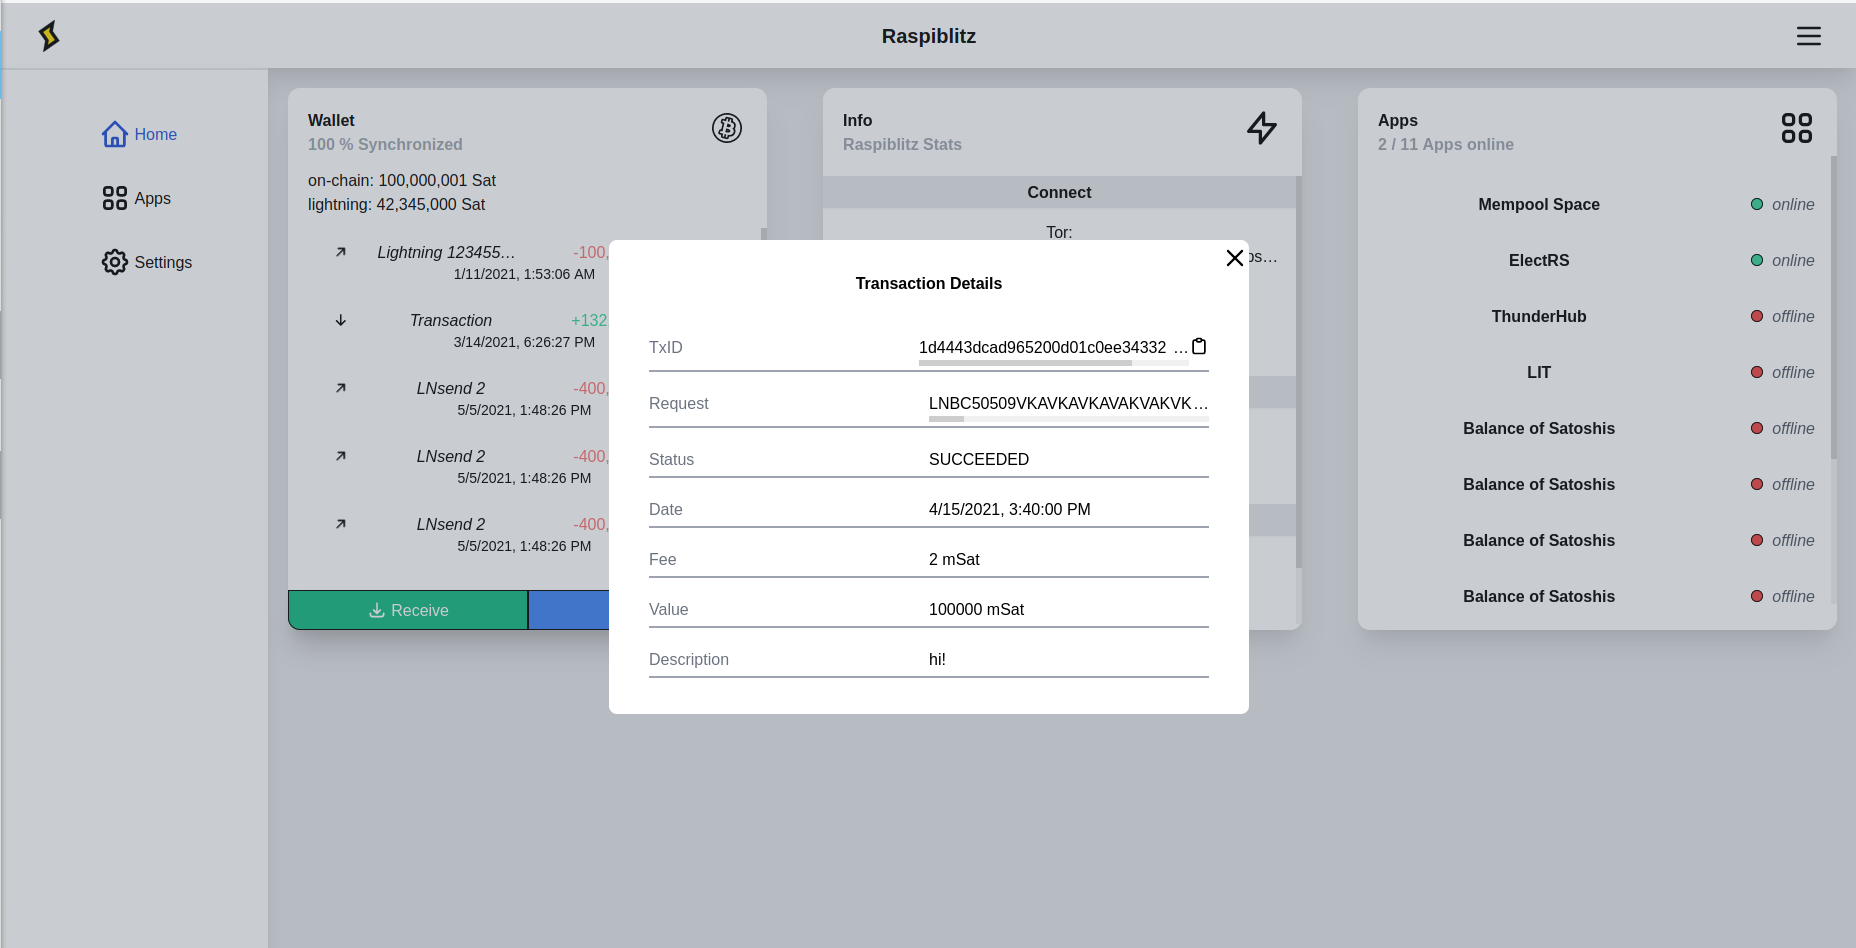 Raspiblitz
Home
Apps
Settings
Wallet
100 % Synchronized
on-chain: 100,000,001 Sat
lightning: 42,345,000 Sat
Lightning 123455… -100,
1/11/2021, 1:53:06 AM
Transaction +132
3/14/2021, 6:26:27 PM
LNsend 2 -400,
5/5/2021, 1:48:26 PM
LNsend 2 -400,
5/5/2021, 1:48:26 PM
LNsend 2 -400,
5/5/2021, 1:48:26 PM
Receive
Info
Raspiblitz Stats
Connect
Tor:
os…
Transaction Details
TxID 1d4443dcad965200d01c0ee34332 …
Request LNBC50509VKAVKAVKAVAKVAKVK…
Status SUCCEEDED
Date 4/15/2021, 3:40:00 PM
Fee 2 mSat
Value 100000 mSat
Description hi!
Apps
2 / 11 Apps online
Mempool Space online
ElectRS online
ThunderHub offline
LIT offline
Balance of Satoshis offline
Balance of Satoshis offline
Balance of Satoshis offline
Balance of Satoshis offline